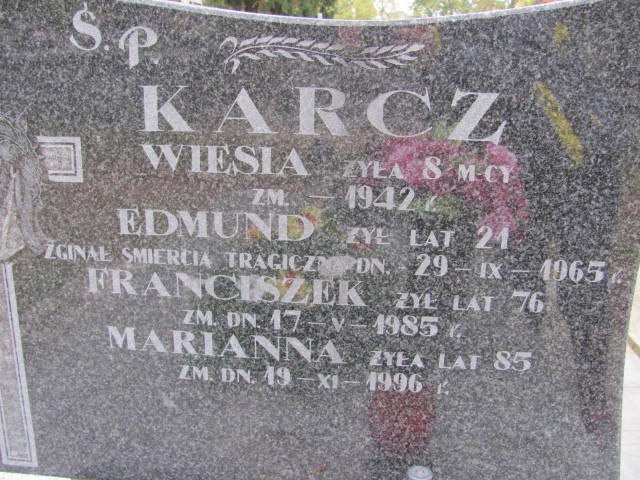 Ś.P.
KARCZ
WIESIA ŻYŁA 8 M-CY
ZM. – 1942 r.
EDMUND ŻYŁ LAT 21
ZGINĄŁ ŚMIERCIĄ TRAGICZNĄ DN. 29–IX–1965 r.
FRANCISZEK ŻYŁ LAT 76
ZM. DN. 17–V–1985 r.
MARIANNA ŻYŁA LAT 85
ZM. DN. 19–XI–1996 r.